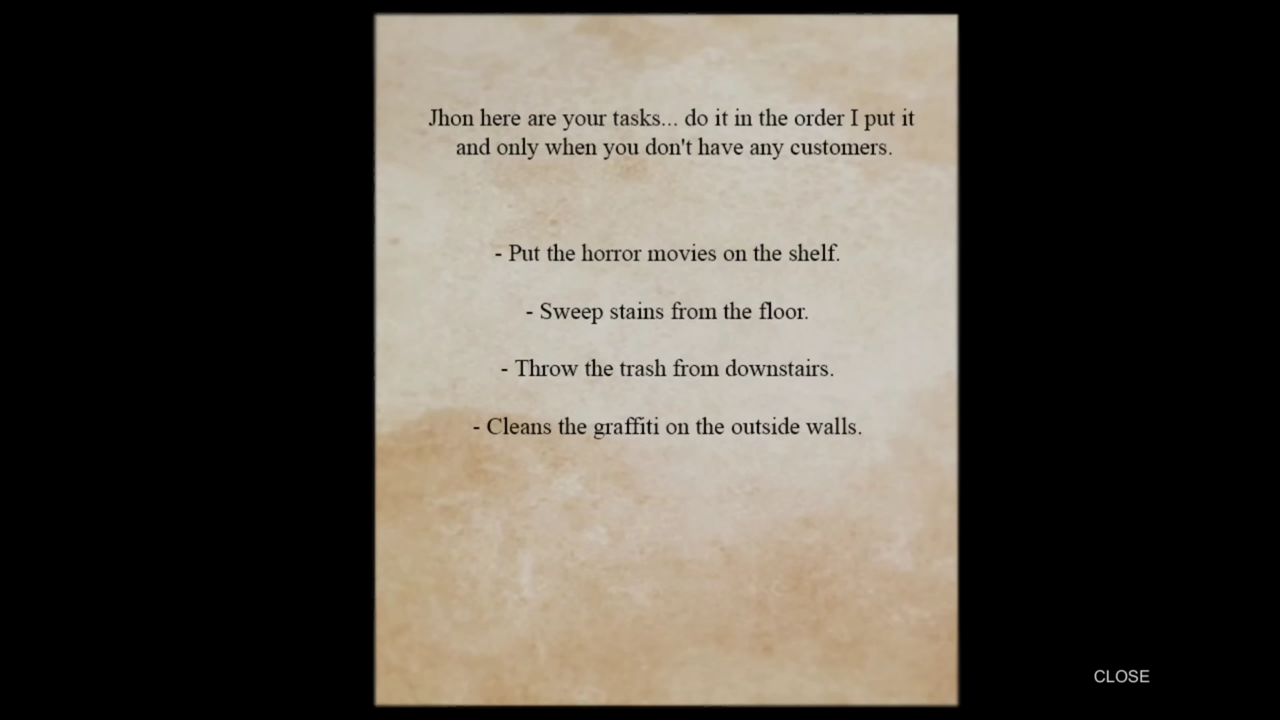 Jhon here are your tasks... do it in the order I put it
and only when you don't have any customers.
- Put the horror movies on the shelf.
- Sweep stains from the floor.
- Throw the trash from downstairs.
- Cleans the graffiti on the outside walls.
CLOSE